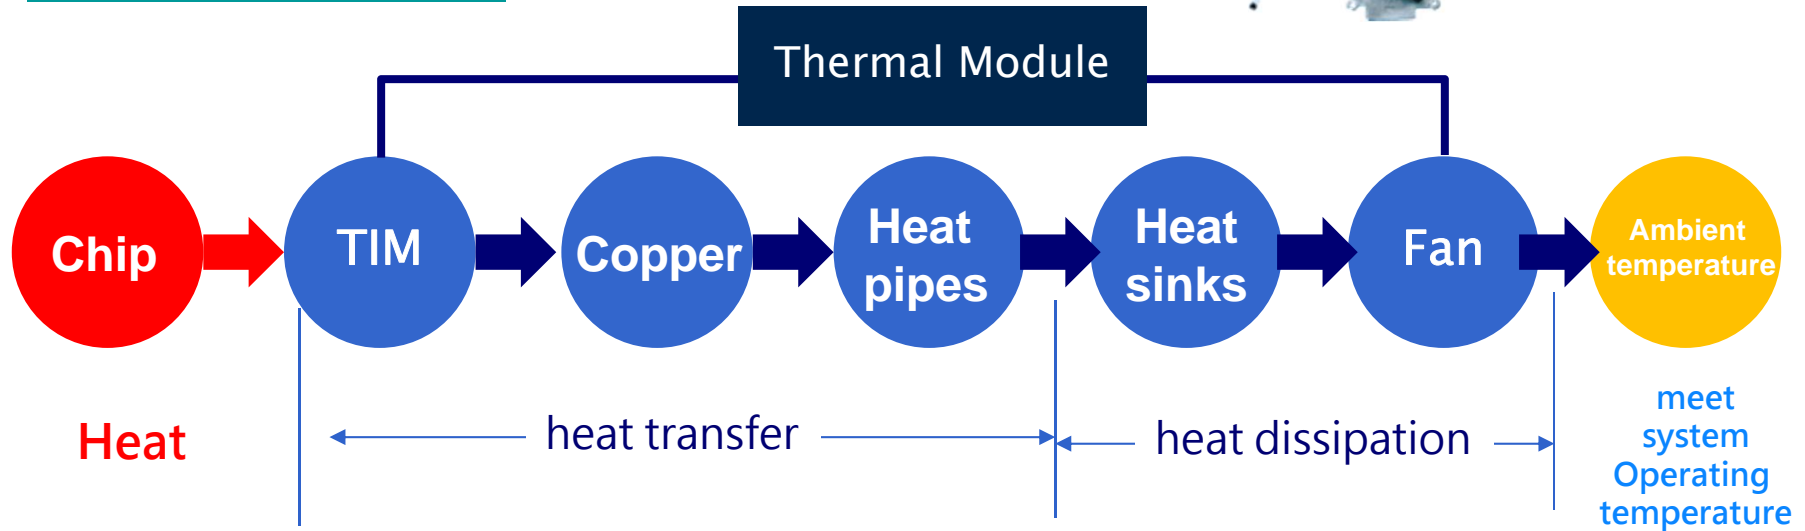 Thermal Module
Chip
TIM
Copper
Heat
pipes
Heat
sinks
Fan
Ambient
temperature
Heat
heat transfer
heat dissipation
meet
system
Operating
temperature